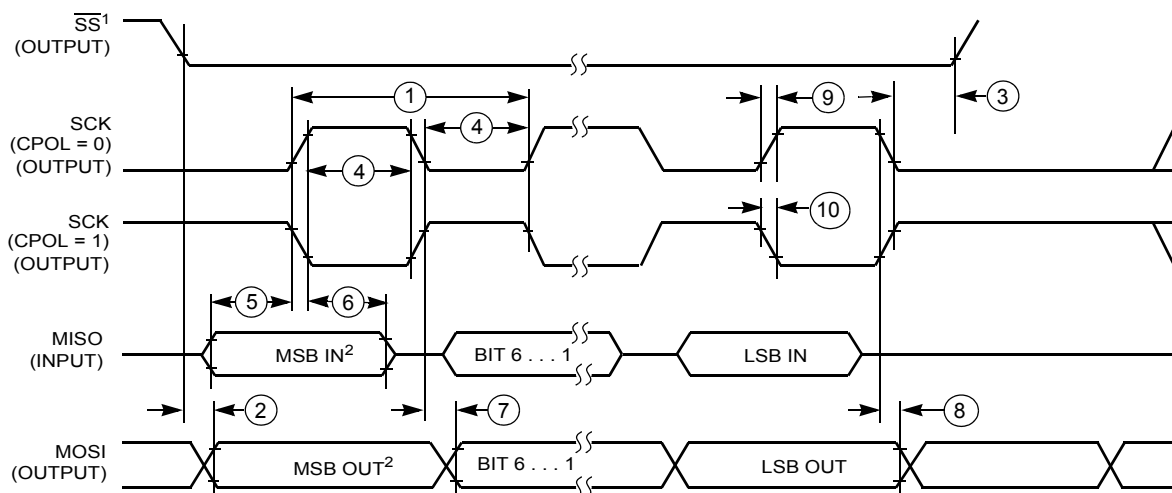 SS¹
(OUTPUT)
1
9
3
SCK
(CPOL = 0)
(OUTPUT)
4
4
SCK
(CPOL = 1)
(OUTPUT)
10
5
6
MISO
(INPUT)
MSB IN²
BIT 6 . . . 1
LSB IN
2
7
8
MOSI
(OUTPUT)
MSB OUT²
BIT 6 . . . 1
LSB OUT